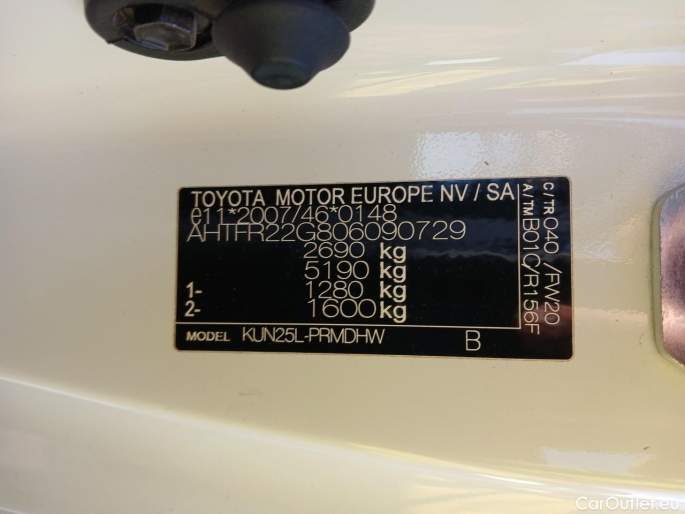 TOYOTA MOTOR EUROPE NV / SA
e11*2007/46*0148
AHTFR22G806090729
2690 kg
5190 kg
1- 1280 kg
2- 1600 kg
MODEL KUN25L-PRMDHW B
C/TR 040 /FW20
A/TM B010/R156F
CarOutlet.eu